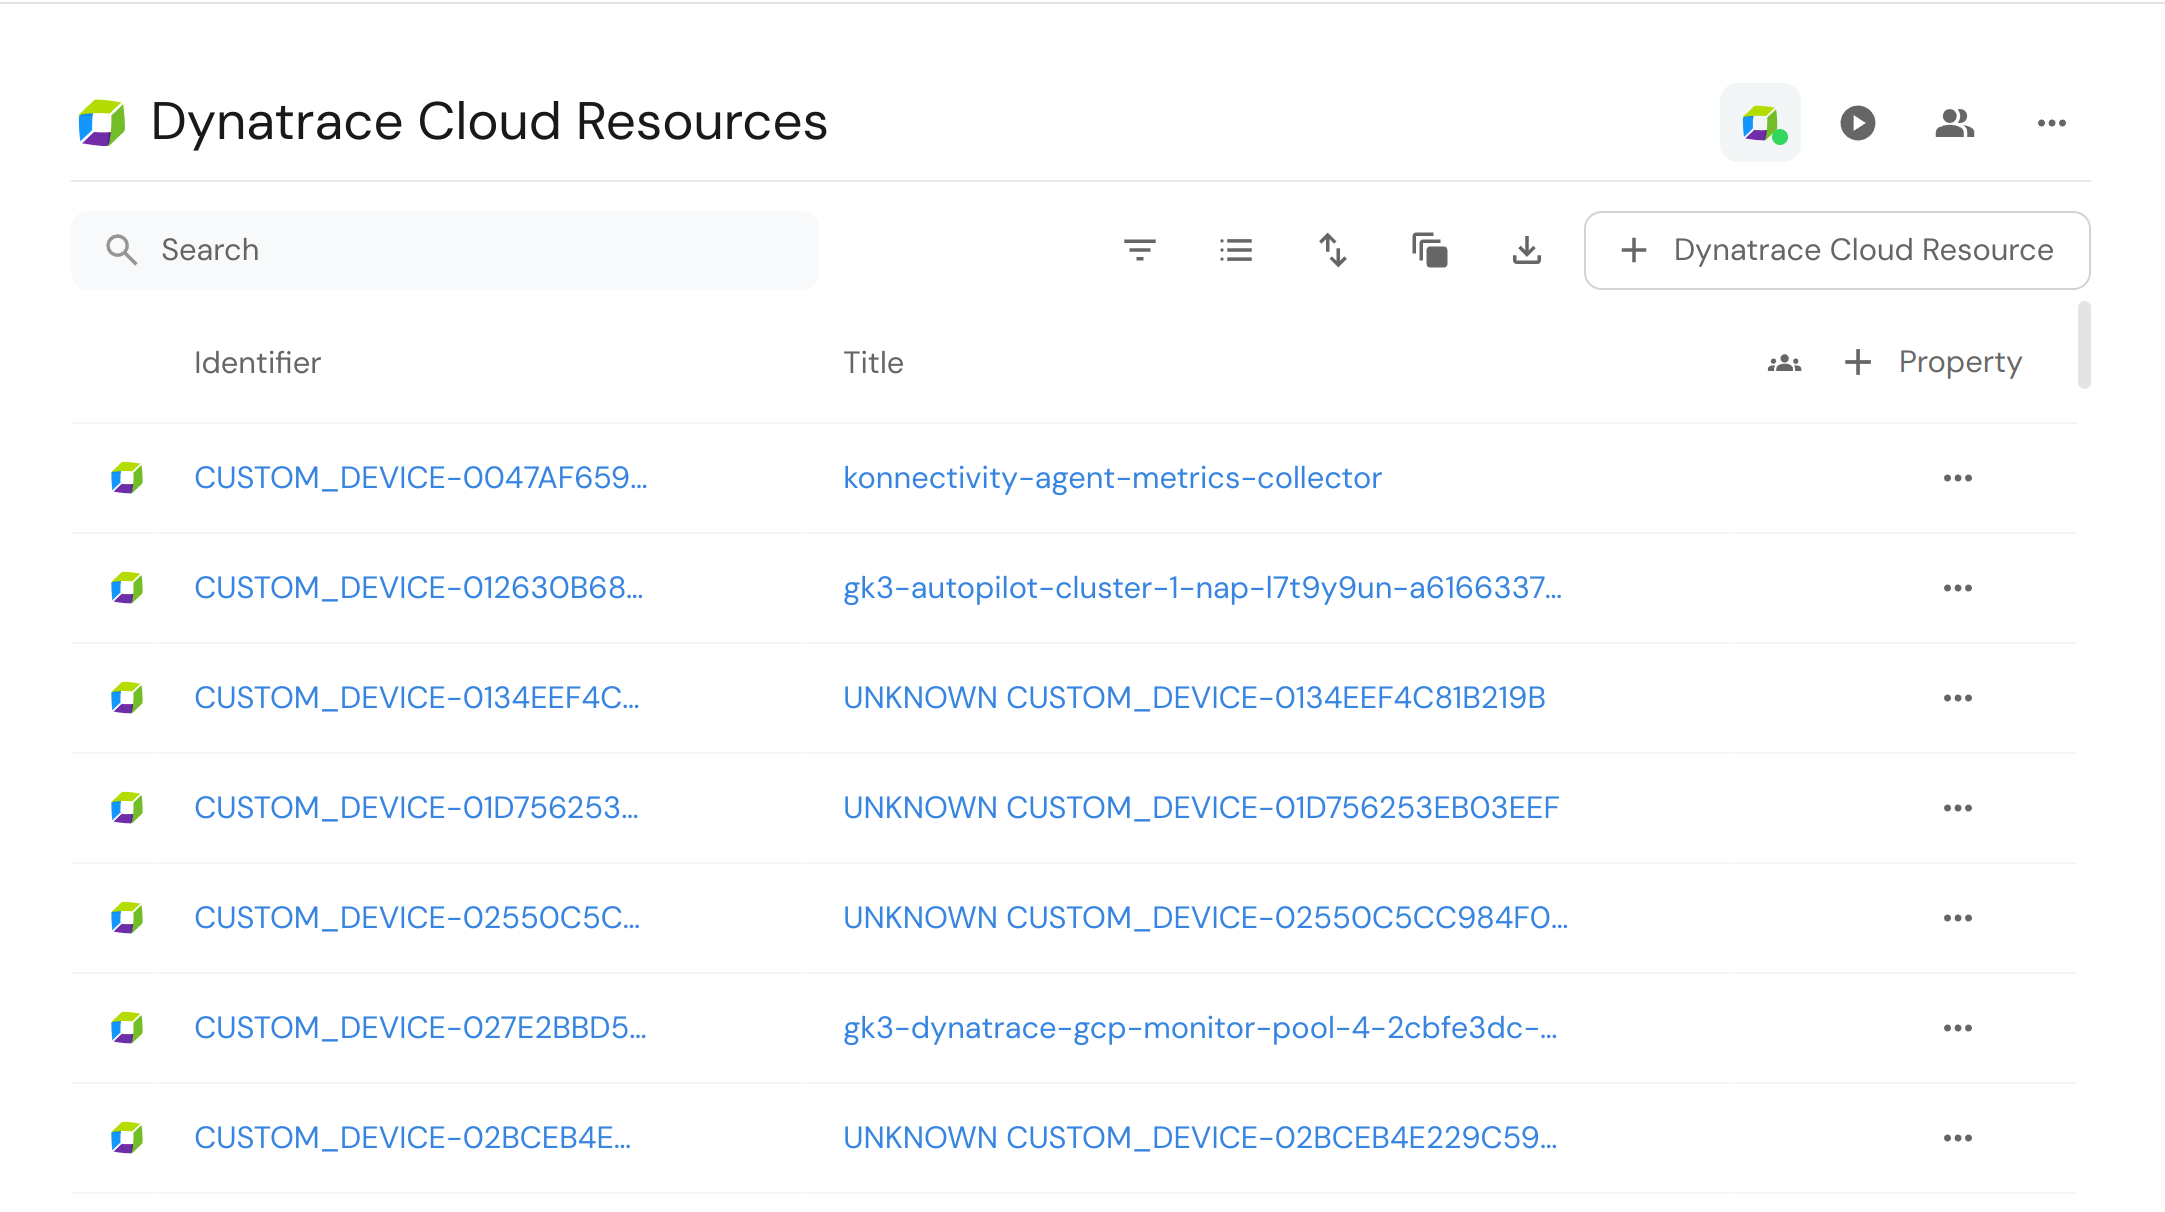 Dynatrace Cloud Resources
Search
+ Dynatrace Cloud Resource
Identifier Title + Property
CUSTOM_DEVICE-0047AF659... konnectivity-agent-metrics-collector
CUSTOM_DEVICE-012630B68... gk3-autopilot-cluster-1-nap-l7t9y9un-a6166337...
CUSTOM_DEVICE-0134EEF4C... UNKNOWN CUSTOM_DEVICE-0134EEF4C81B219B
CUSTOM_DEVICE-01D756253... UNKNOWN CUSTOM_DEVICE-01D756253EB03EEF
CUSTOM_DEVICE-02550C5C... UNKNOWN CUSTOM_DEVICE-02550C5CC984F0...
CUSTOM_DEVICE-027E2BBD5... gk3-dynatrace-gcp-monitor-pool-4-2cbfe3dc-...
CUSTOM_DEVICE-02BCEB4E... UNKNOWN CUSTOM_DEVICE-02BCEB4E229C59...